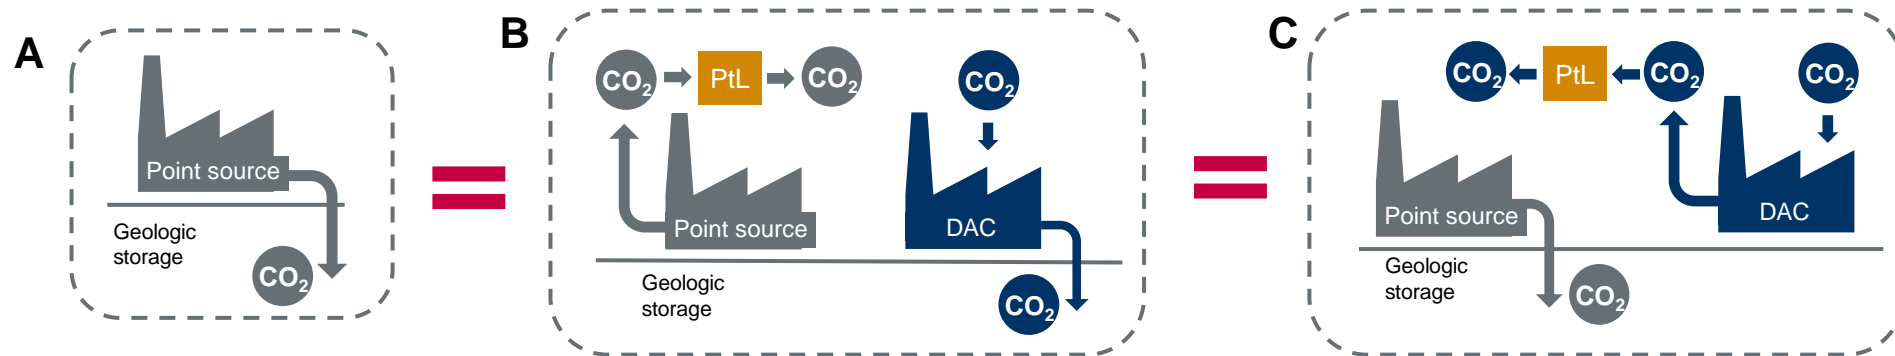 A
Point source
Geologic
storage
CO₂
B
CO₂
PtL
CO₂
CO₂
Point source
DAC
Geologic
storage
CO₂
C
CO₂
PtL
CO₂
CO₂
Point source
DAC
Geologic
storage
CO₂